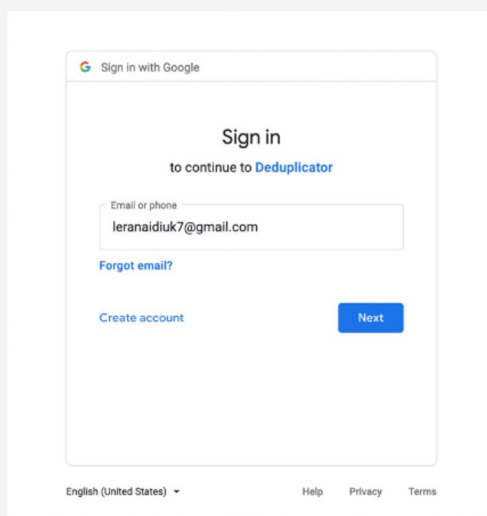 Sign in with Google
Sign in
to continue to Deduplicator
Email or phone
leranaidiuk7@gmail.com
Forgot email?
Create account
Next
English (United States)
Help
Privacy
Terms